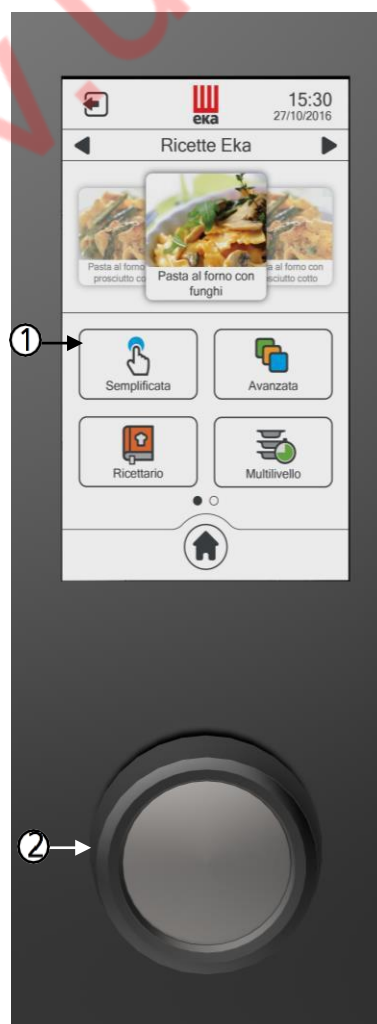 15:30
eka
27/10/2016
Ricette Eka
Pasta al forno con
funghi
1
Semplificata
Avanzata
Ricettario
Multilivello
2